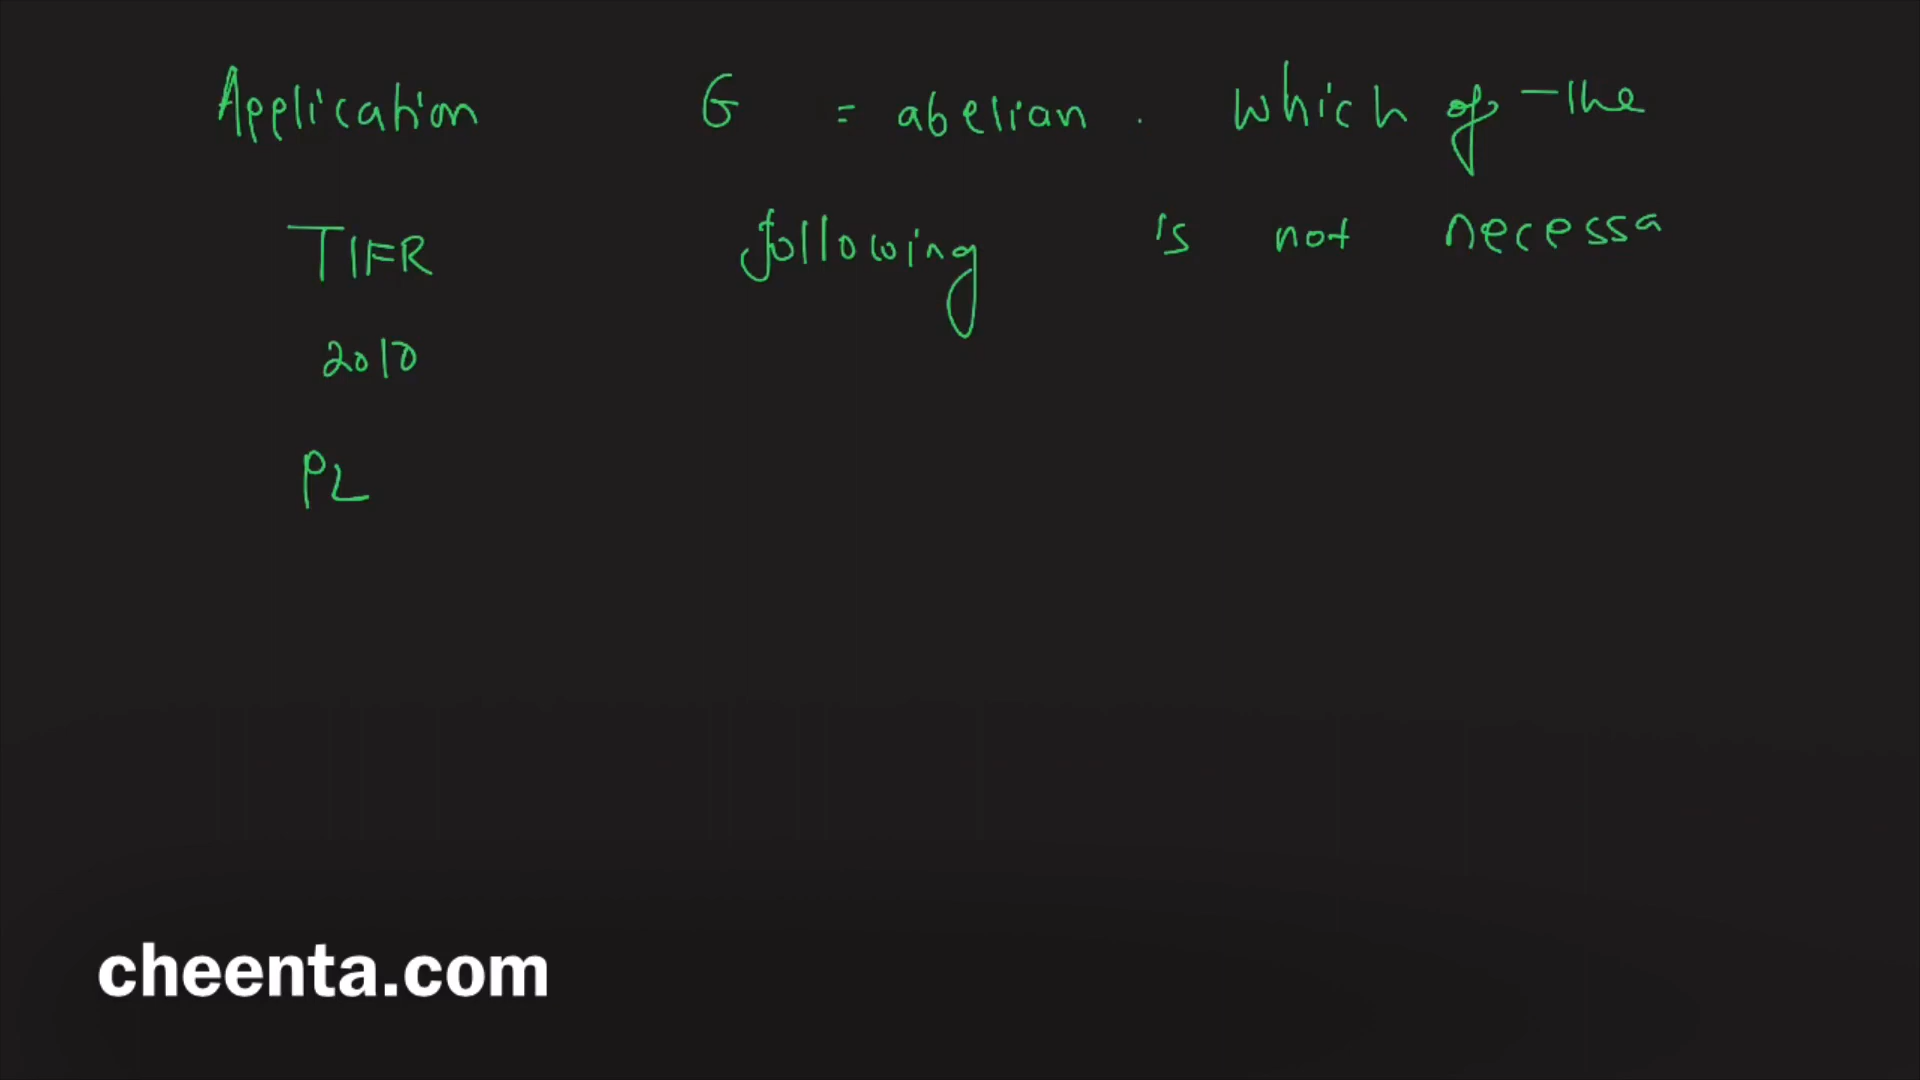 Application G = abelian . which of the
TIFR following is not necessa
2010
P2
cheenta.com